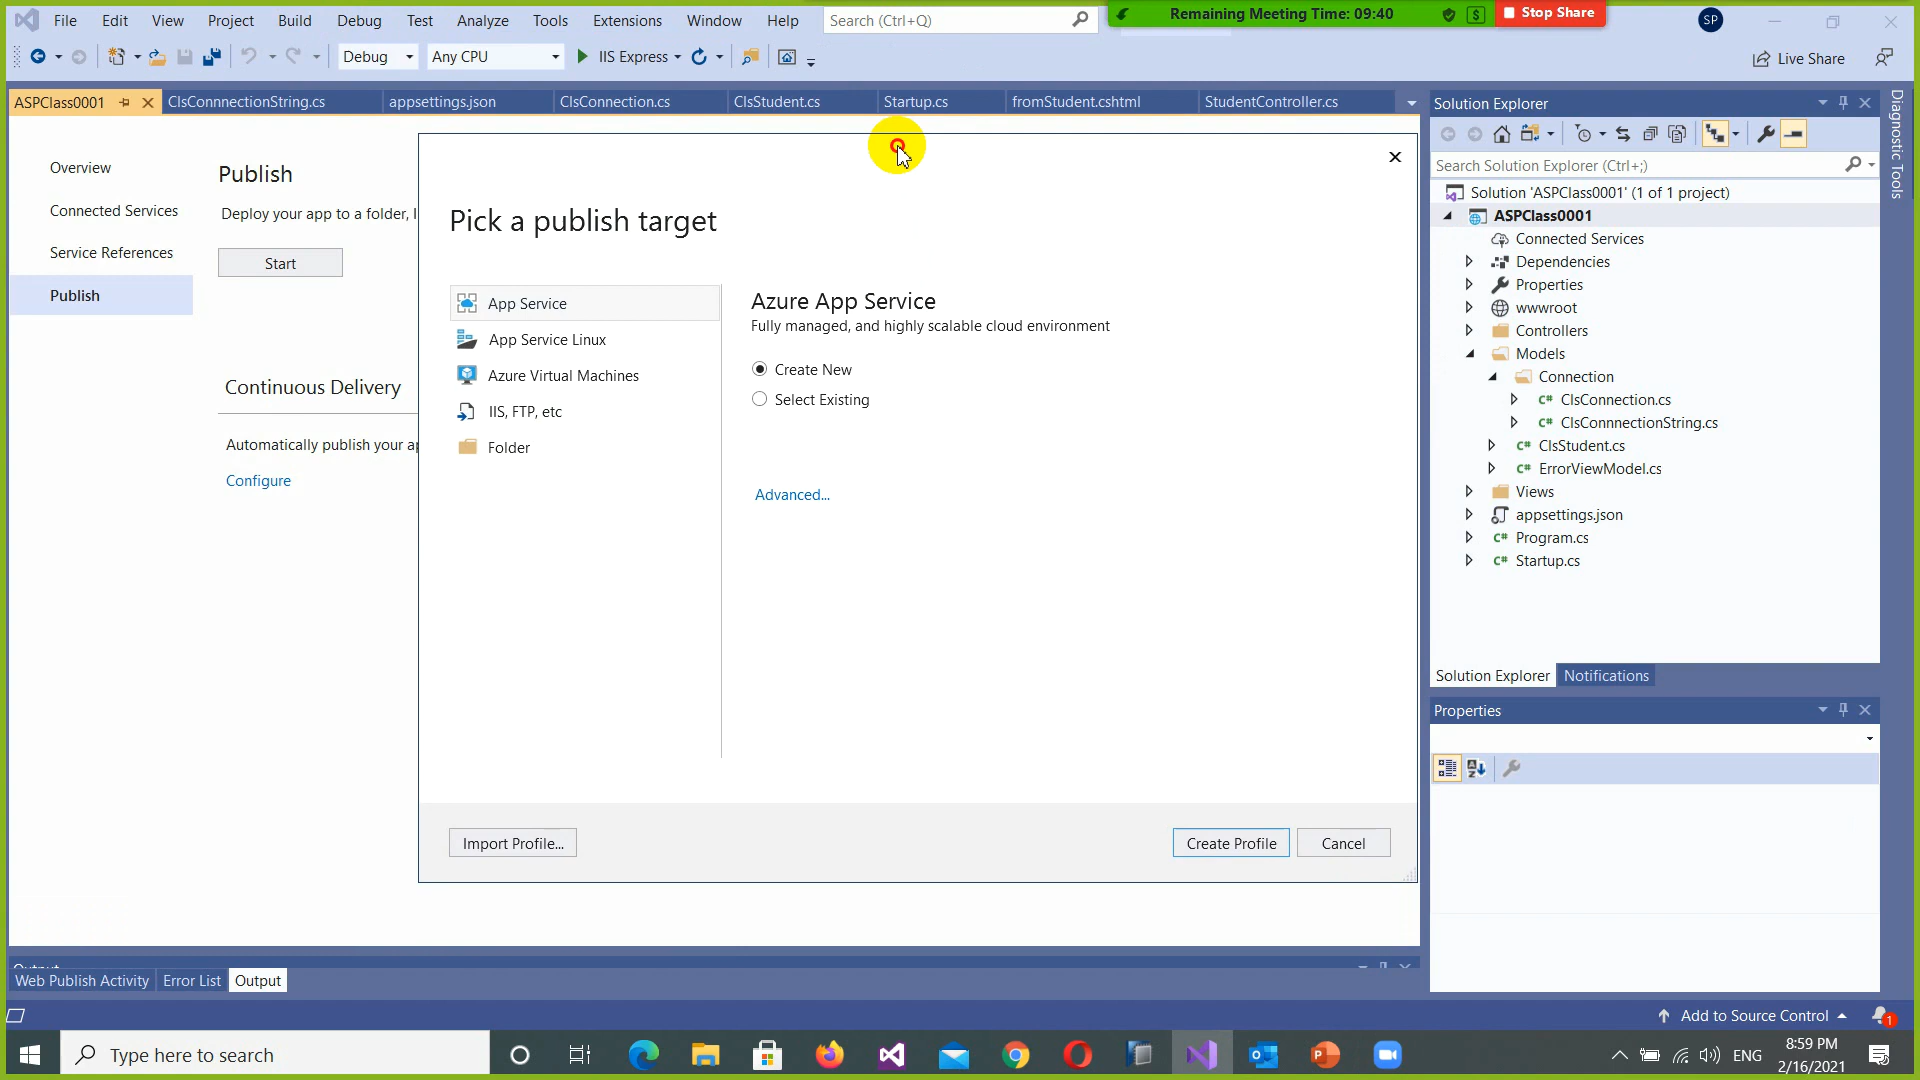 File Edit View Project Build Debug Test Analyze Tools Extensions Window Help Search (Ctrl+Q)
Remaining Meeting Time: 09:40 $ Stop Share
SP
Debug Any CPU IIS Express Live Share
ASPClass0001 ClsConnnectionString.cs appsettings.json ClsConnection.cs ClsStudent.cs Startup.cs fromStudent.cshtml StudentController.cs
Overview
Connected Services
Service References
Publish
Publish
Deploy your app to a folder, I
Start
Continuous Delivery
Automatically publish your ap
Configure
Pick a publish target
App Service
App Service Linux
Azure Virtual Machines
IIS, FTP, etc
Folder
Azure App Service
Fully managed, and highly scalable cloud environment
Create New
Select Existing
Advanced...
Import Profile...
Create Profile
Cancel
Solution Explorer
Search Solution Explorer (Ctrl+;)
Solution 'ASPClass0001' (1 of 1 project)
ASPClass0001
Connected Services
Dependencies
Properties
wwwroot
Controllers
Models
Connection
C# ClsConnection.cs
C# ClsConnnectionString.cs
C# ClsStudent.cs
C# ErrorViewModel.cs
Views
appsettings.json
C# Program.cs
C# Startup.cs
Solution Explorer Notifications
Properties
Diagnostic Tools
Output
Web Publish Activity Error List Output
Add to Source Control 1
Type here to search
ENG
8:59 PM
2/16/2021